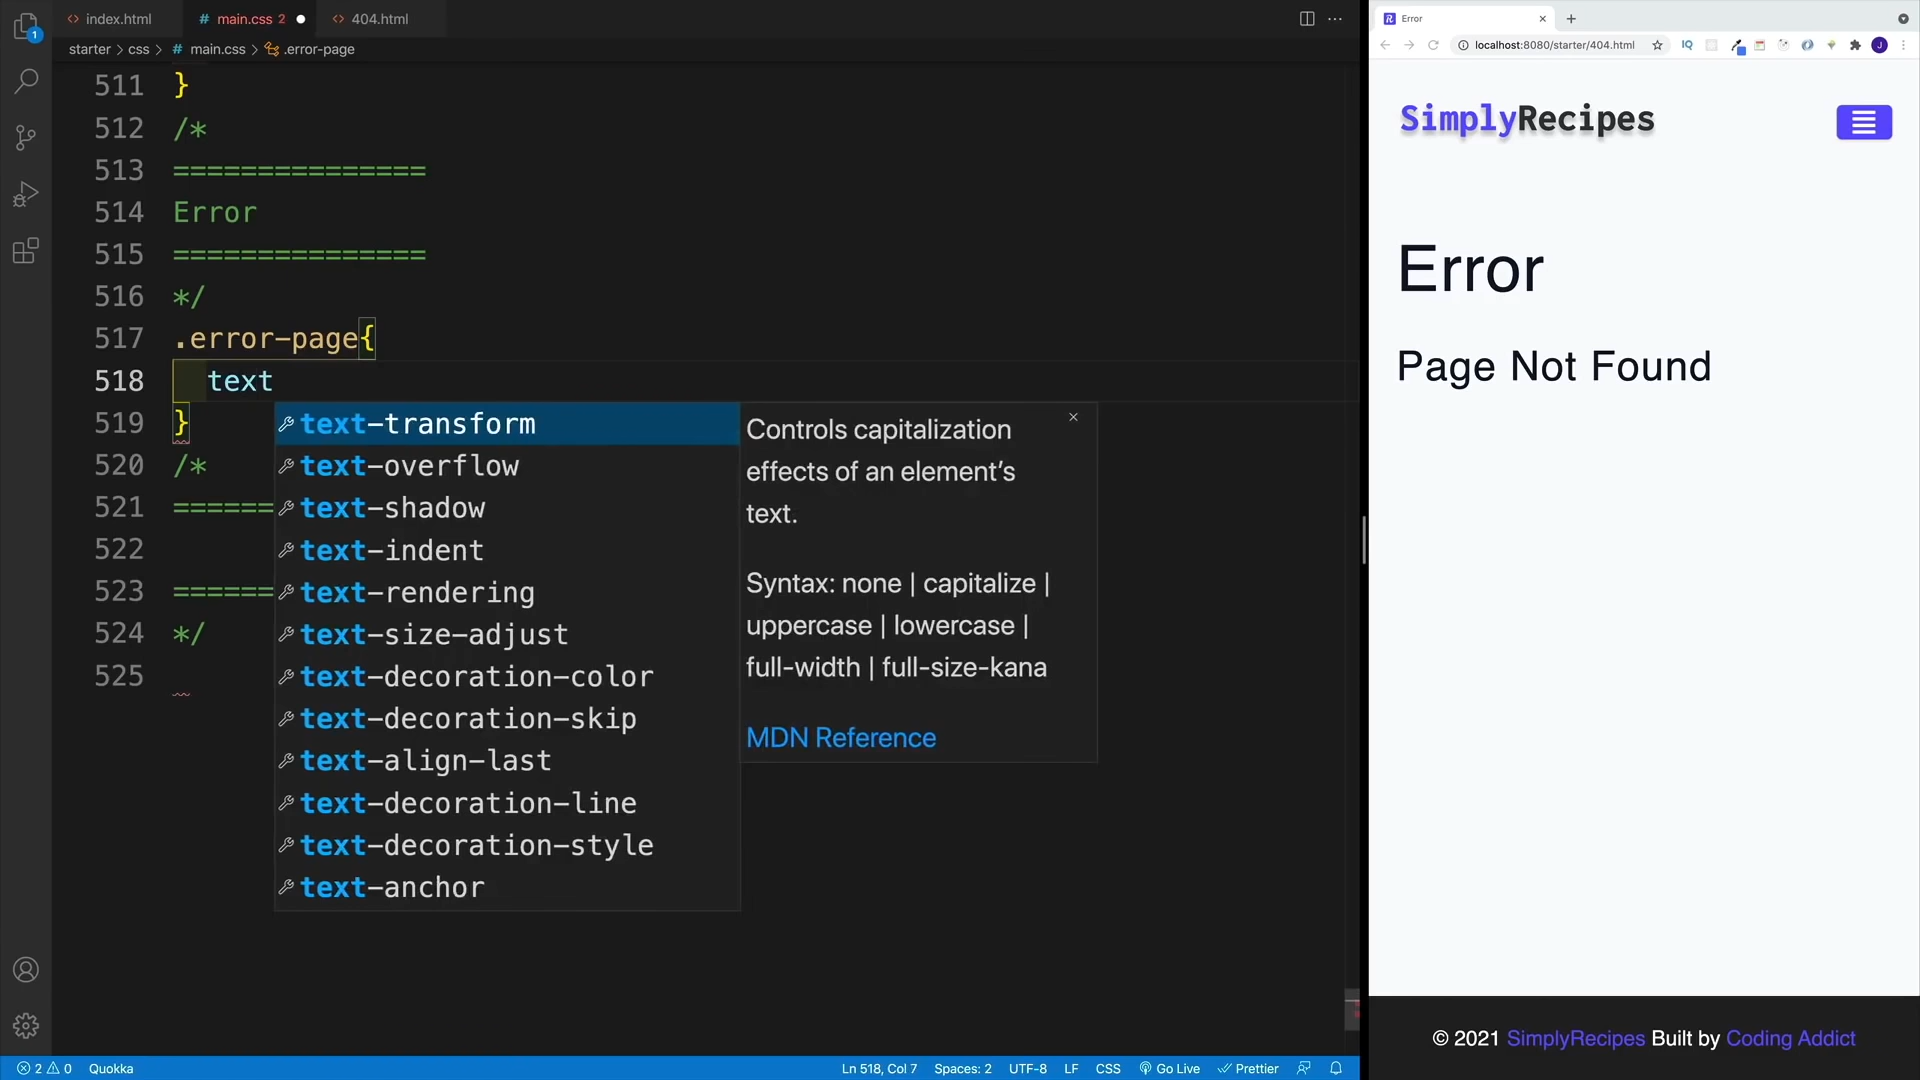 index.html
main.css 2
404.html
starter > css > # main.css > .error-page
511 }
512 /*
513 ===============
514 Error
515 ===============
516 */
517 .error-page{
518 text
519 }
520 /*
521 ======
522
523 ======
524 */
525
text-transform
text-overflow
text-shadow
text-indent
text-rendering
text-size-adjust
text-decoration-color
text-decoration-skip
text-align-last
text-decoration-line
text-decoration-style
text-anchor
Controls capitalization
effects of an element’s
text.
Syntax: none | capitalize |
uppercase | lowercase |
full-width | full-size-kana
MDN Reference
1
2 0 Quokka
Ln 518, Col 7 Spaces: 2 UTF-8 LF CSS Go Live Prettier
Error
localhost:8080/starter/404.html
IQ
J
SimplyRecipes
Error
Page Not Found
© 2021 SimplyRecipes Built by Coding Addict